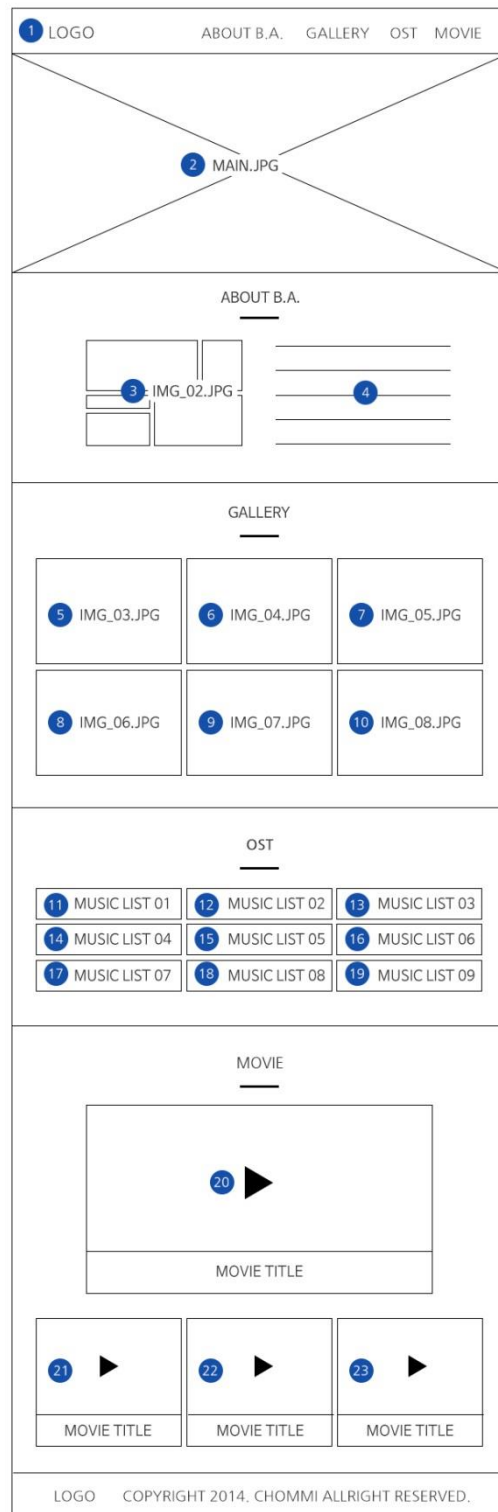 1 LOGO ABOUT B.A. GALLERY OST MOVIE
2 MAIN.JPG
ABOUT B.A.
3 IMG_02.JPG 4
GALLERY
5 IMG_03.JPG 6 IMG_04.JPG 7 IMG_05.JPG
8 IMG_06.JPG 9 IMG_07.JPG 10 IMG_08.JPG
OST
11 MUSIC LIST 01 12 MUSIC LIST 02 13 MUSIC LIST 03
14 MUSIC LIST 04 15 MUSIC LIST 05 16 MUSIC LIST 06
17 MUSIC LIST 07 18 MUSIC LIST 08 19 MUSIC LIST 09
MOVIE
20
MOVIE TITLE
21 22 23
MOVIE TITLE MOVIE TITLE MOVIE TITLE
LOGO COPYRIGHT 2014. CHOMMI ALLRIGHT RESERVED.